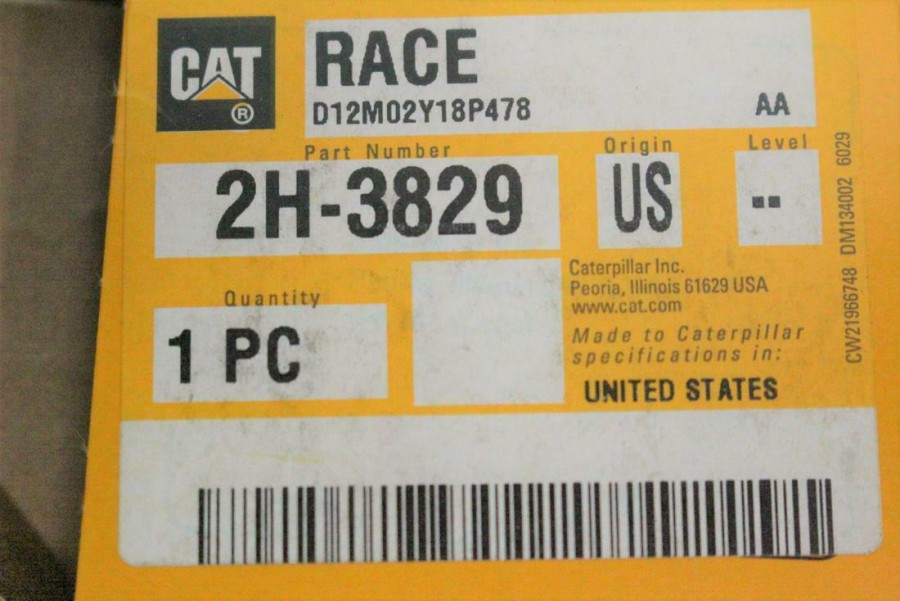 CAT
®
RACE
D12M02Y18P478
AA
Part Number
2H-3829
Origin
US
Level
--
Quantity
1 PC
Caterpillar Inc.
Peoria, Illinois 61629 USA
www.cat.com
Made to Caterpillar
specifications in:
UNITED STATES
CW21966748 DM134002 6029